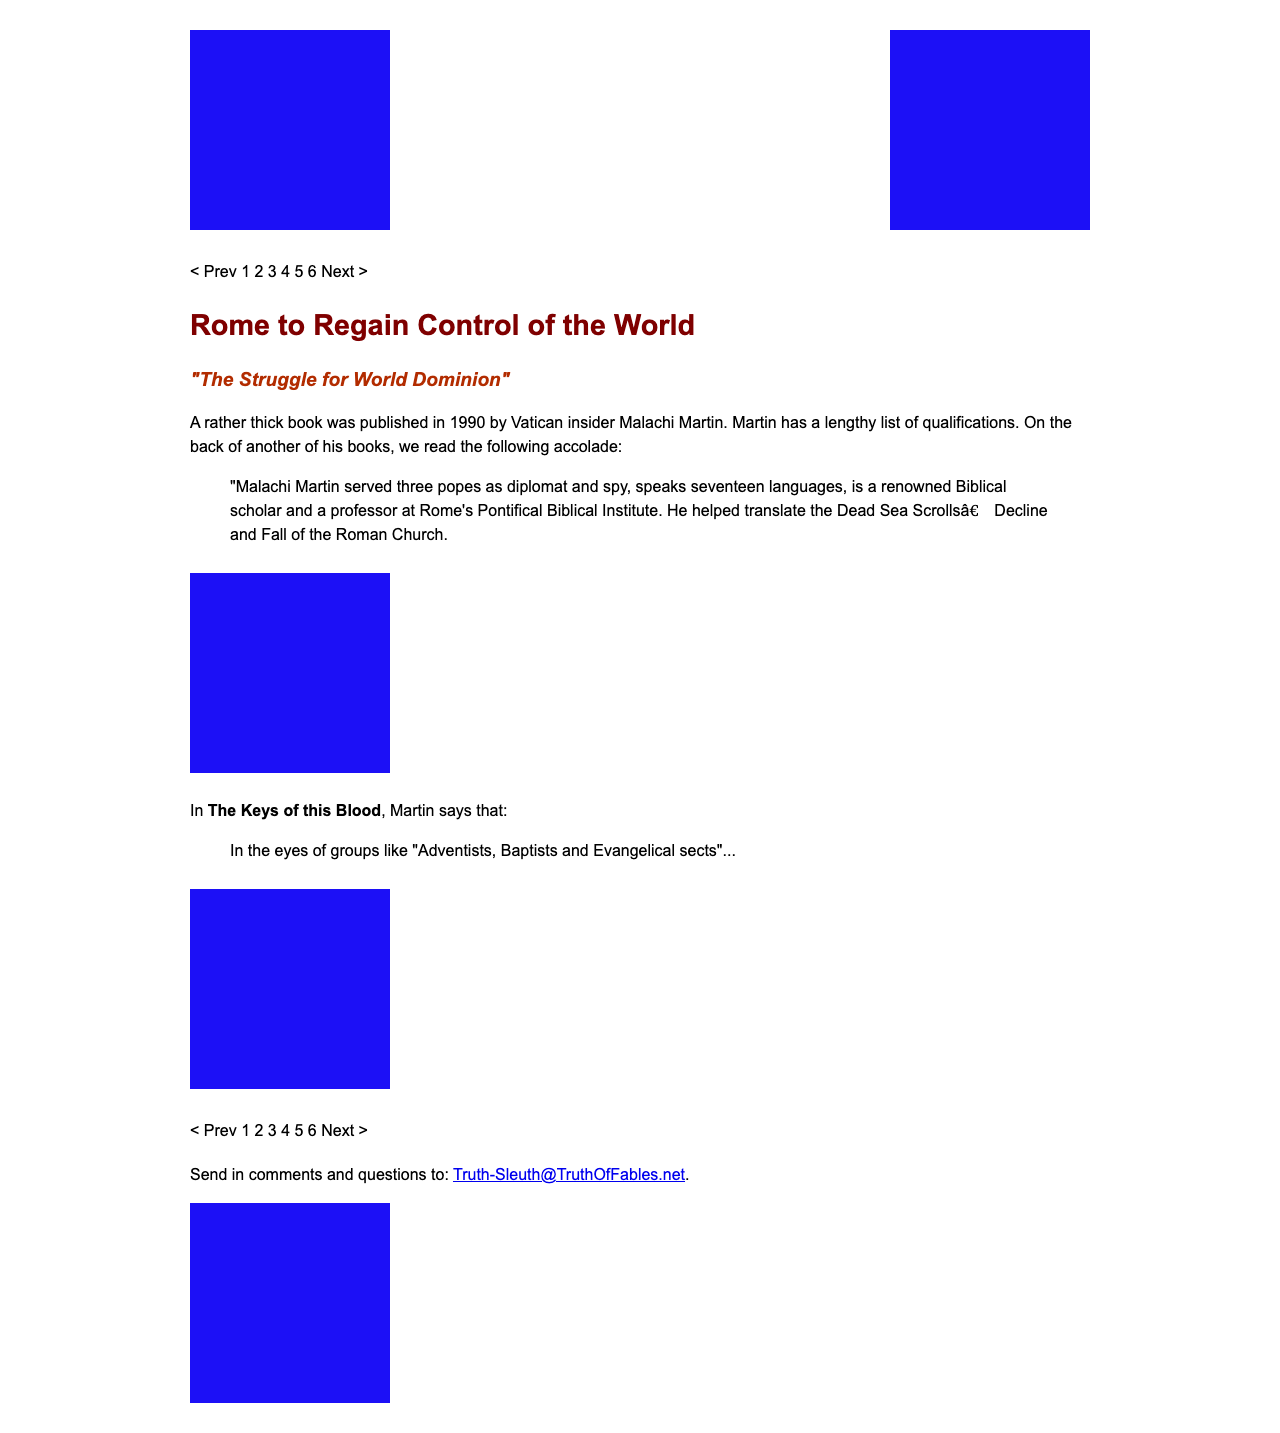 < Prev 1 2 3 4 5 6 Next >
Rome to Regain Control of the World
"The Struggle for World Dominion"
A rather thick book was published in 1990 by Vatican insider Malachi Martin. Martin has a lengthy list of qualifications. On the
back of another of his books, we read the following accolade:
"Malachi Martin served three popes as diplomat and spy, speaks seventeen languages, is a renowned Biblical
scholar and a professor at Rome's Pontifical Biblical Institute. He helped translate the Dead Sea Scrollsâ€ Decline
and Fall of the Roman Church.
In The Keys of this Blood, Martin says that:
In the eyes of groups like "Adventists, Baptists and Evangelical sects"...
< Prev 1 2 3 4 5 6 Next >
Send in comments and questions to: Truth-Sleuth@TruthOfFables.net.